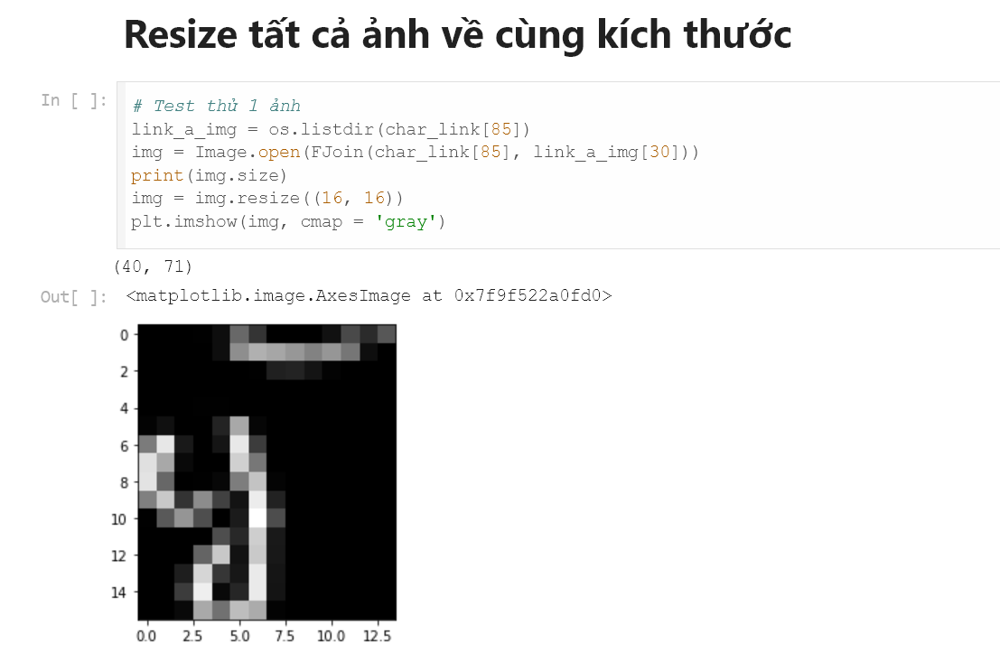 Resize tất cả ảnh về cùng kích thước
In [ ]:
# Test thử 1 ảnh
link_a_img = os.listdir(char_link[85])
img = Image.open(FJoin(char_link[85], link_a_img[30]))
print(img.size)
img = img.resize((16, 16))
plt.imshow(img, cmap = 'gray')
(40, 71)
Out[ ]: <matplotlib.image.AxesImage at 0x7f9f522a0fd0>
0
2
4
6
8
10
12
14
0.0 2.5 5.0 7.5 10.0 12.5